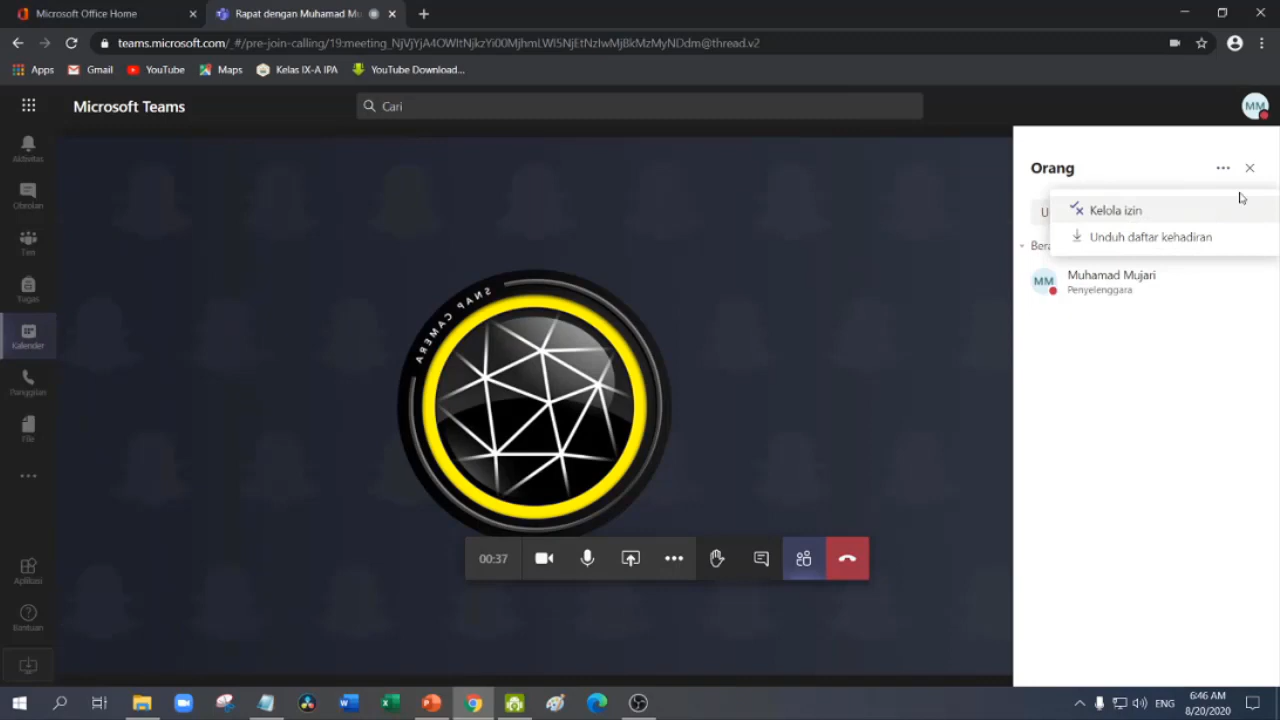 Microsoft Office Home
Rapat dengan Muhamad Mu
teams.microsoft.com/_#/pre-join-calling/19:meeting_NjVjYjA4OWItNjkzYi00MjhmLWI5NjEtNzIwMjBkMzMyNDdm@thread.v2
Apps
Gmail
YouTube
Maps
Kelas IX-A IPA
YouTube Download...
Microsoft Teams
Cari
MM
Aktivitas
Obrolan
Tim
Tugas
Kalender
Panggilan
File
Aplikasi
Bantuan
SNAP CAMERA
00:37
Orang
U
Kelola izin
Bera
Unduh daftar kehadiran
MM
Muhamad Mujari
Penyelenggara
ENG
6:46 AM
8/20/2020